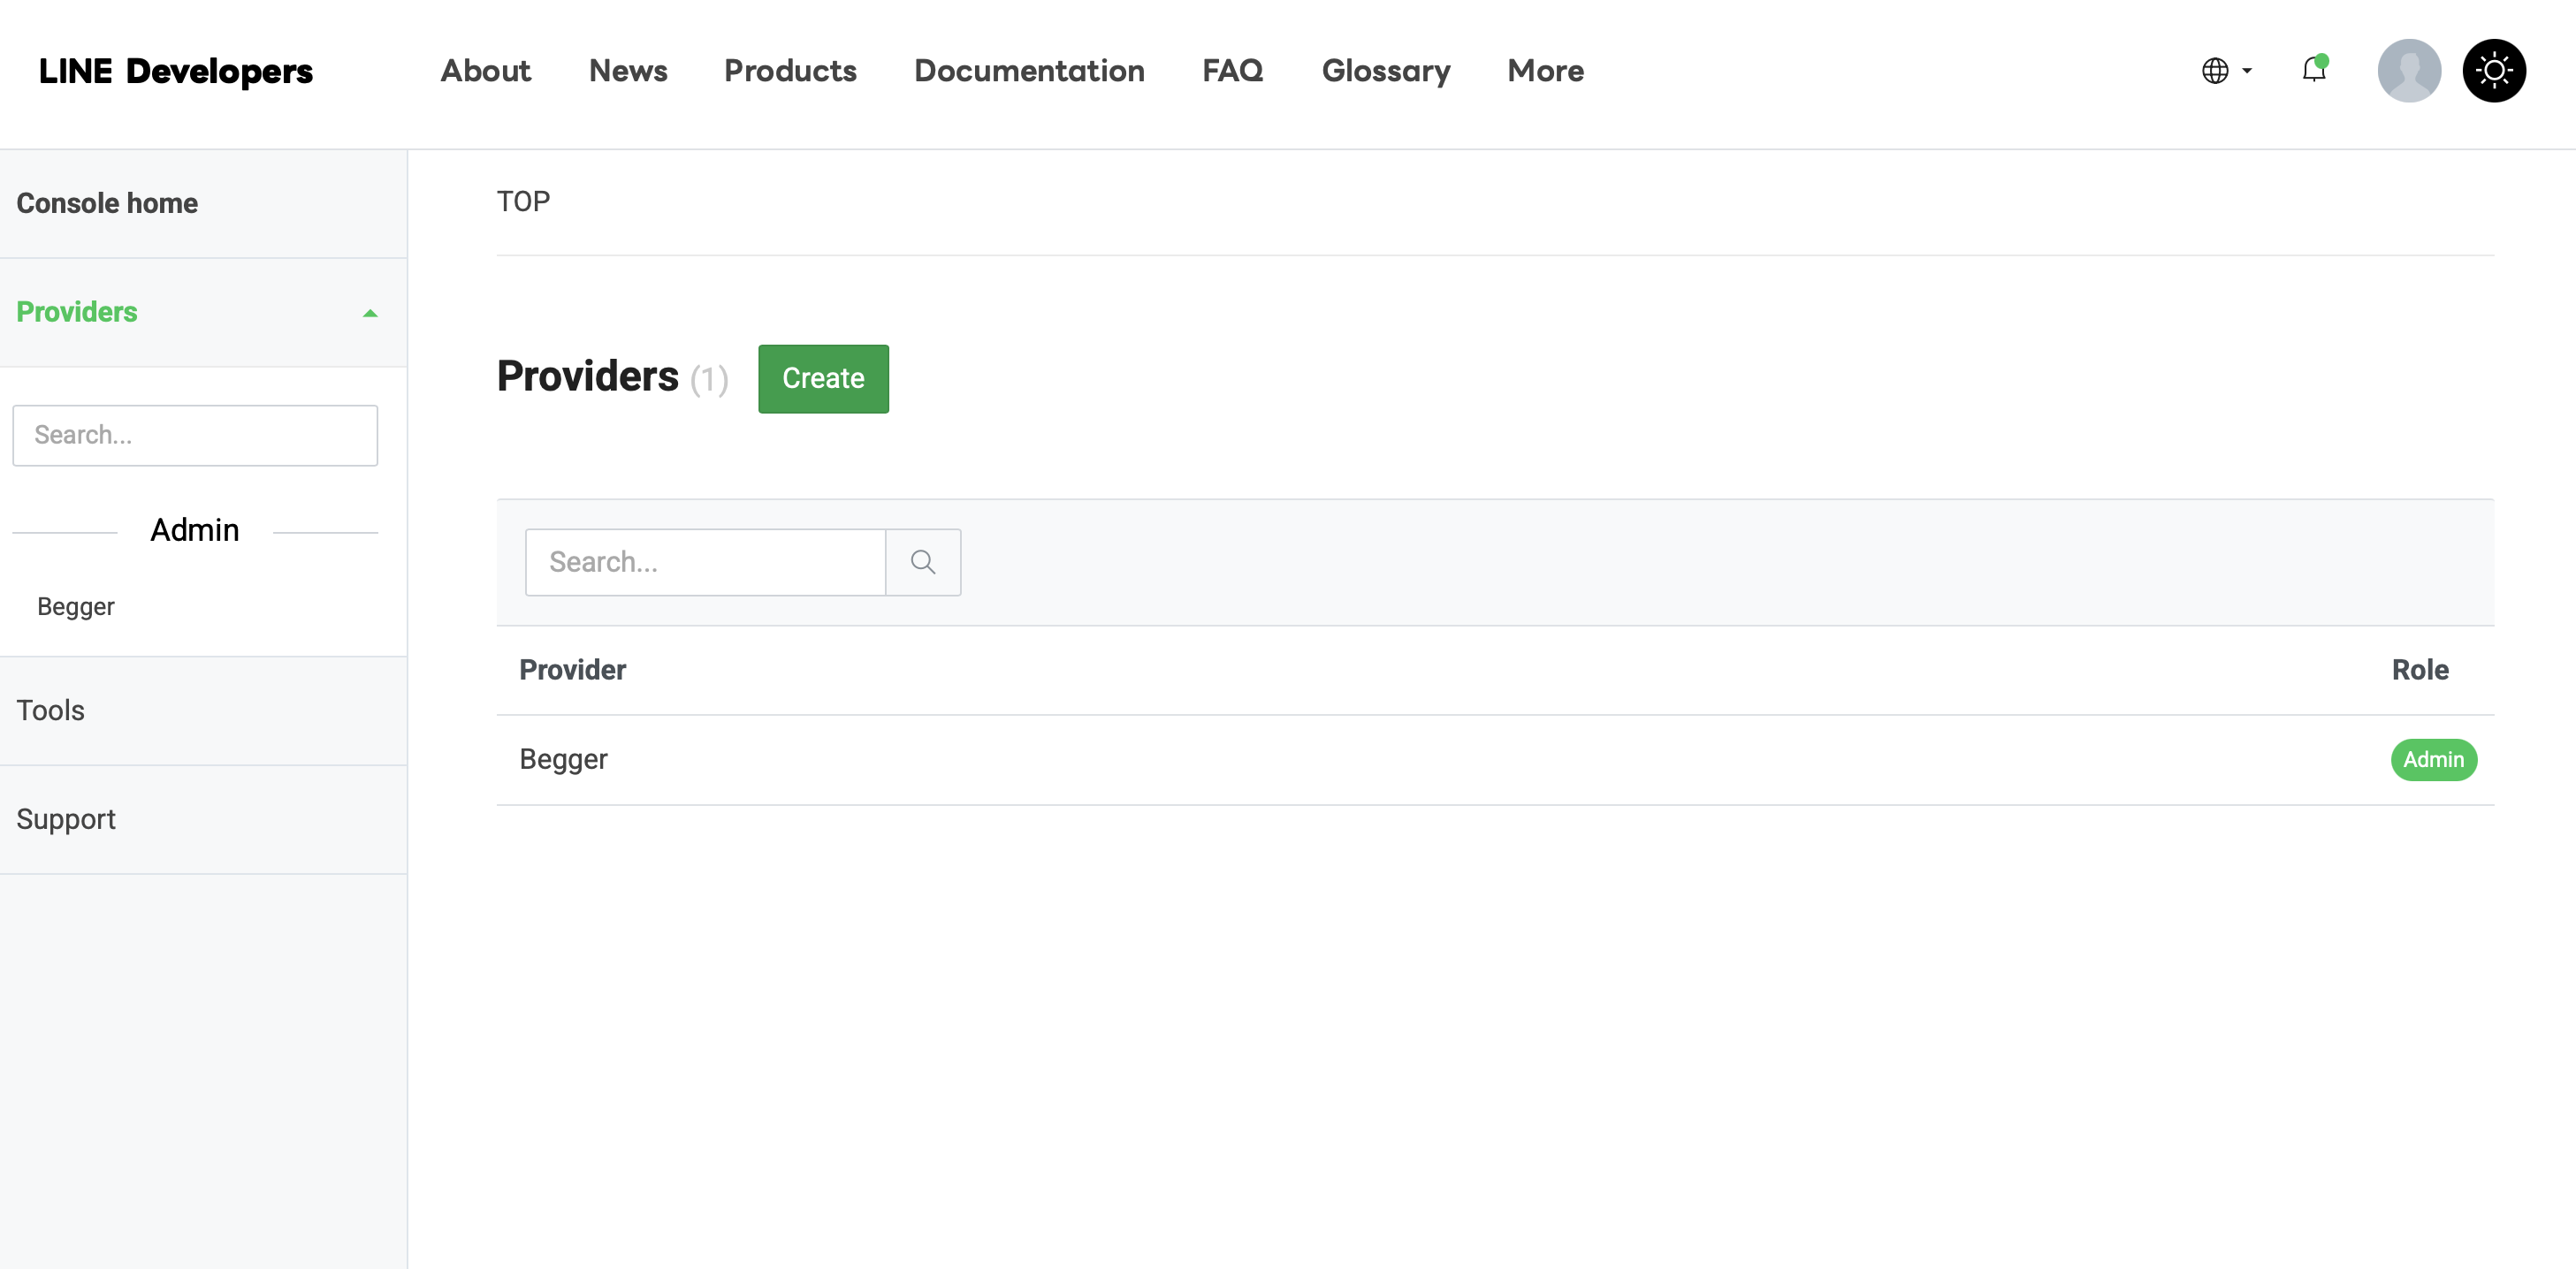 LINE Developers
About
News
Products
Documentation
FAQ
Glossary
More
Console home
Providers
Search...
Admin
Begger
Tools
Support
TOP
Providers (1)
Create
Search...
Provider
Role
Begger
Admin